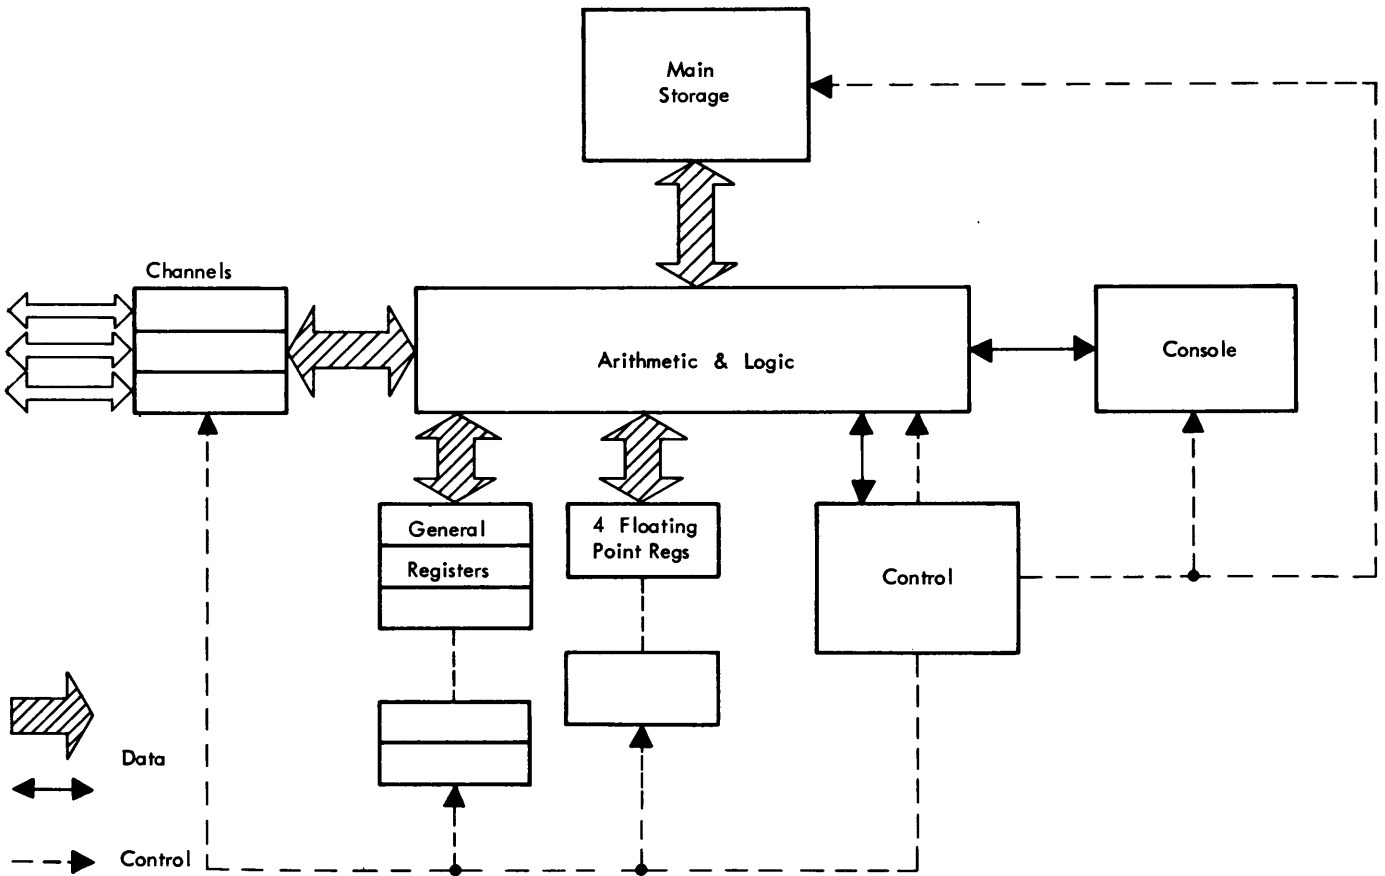 Main
Storage
Channels
Arithmetic & Logic
Console
General
Registers
4 Floating
Point Regs
Control
Data
Control